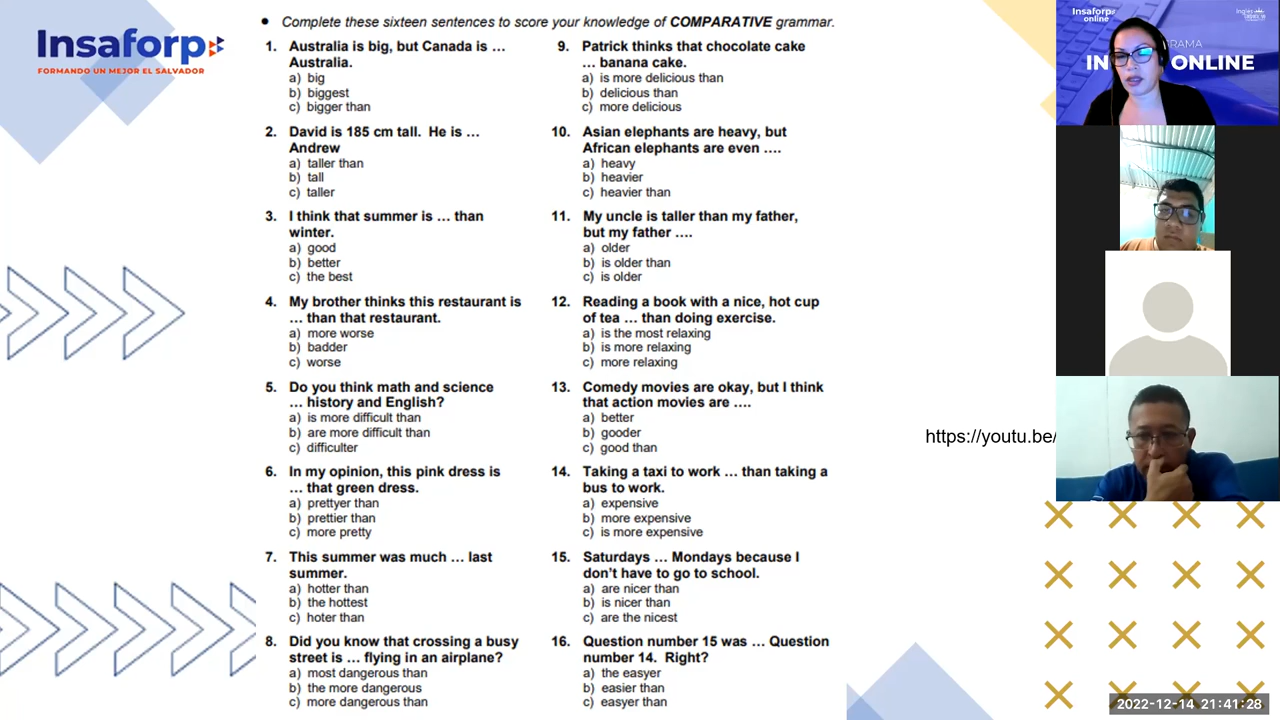 Insaforp
FORMANDO UN MEJOR EL SALVADOR
• Complete these sixteen sentences to score your knowledge of COMPARATIVE grammar.
1. Australia is big, but Canada is …
Australia.
a) big
b) biggest
c) bigger than
2. David is 185 cm tall. He is …
Andrew
a) taller than
b) tall
c) taller
3. I think that summer is … than
winter.
a) good
b) better
c) the best
4. My brother thinks this restaurant is
… than that restaurant.
a) more worse
b) badder
c) worse
5. Do you think math and science
… history and English?
a) is more difficult than
b) are more difficult than
c) difficulter
6. In my opinion, this pink dress is
… that green dress.
a) prettyer than
b) prettier than
c) more pretty
7. This summer was much … last
summer.
a) hotter than
b) the hottest
c) hoter than
8. Did you know that crossing a busy
street is … flying in an airplane?
a) most dangerous than
b) the more dangerous
c) more dangerous than
9. Patrick thinks that chocolate cake
… banana cake.
a) is more delicious than
b) delicious than
c) more delicious
10. Asian elephants are heavy, but
African elephants are even ….
a) heavy
b) heavier
c) heavier than
11. My uncle is taller than my father,
but my father ….
a) older
b) is older than
c) is older
12. Reading a book with a nice, hot cup
of tea … than doing exercise.
a) is the most relaxing
b) is more relaxing
c) more relaxing
13. Comedy movies are okay, but I think
that action movies are ….
a) better
b) gooder
c) good than
14. Taking a taxi to work … than taking a
bus to work.
a) expensive
b) more expensive
c) is more expensive
15. Saturdays … Mondays because I
don't have to go to school.
a) are nicer than
b) is nicer than
c) are the nicest
16. Question number 15 was … Question
number 14. Right?
a) the easyer
b) easier than
c) easyer than
https://youtu.be/
Insaforp
online
ONLINE
2022-12-14 21:41:28